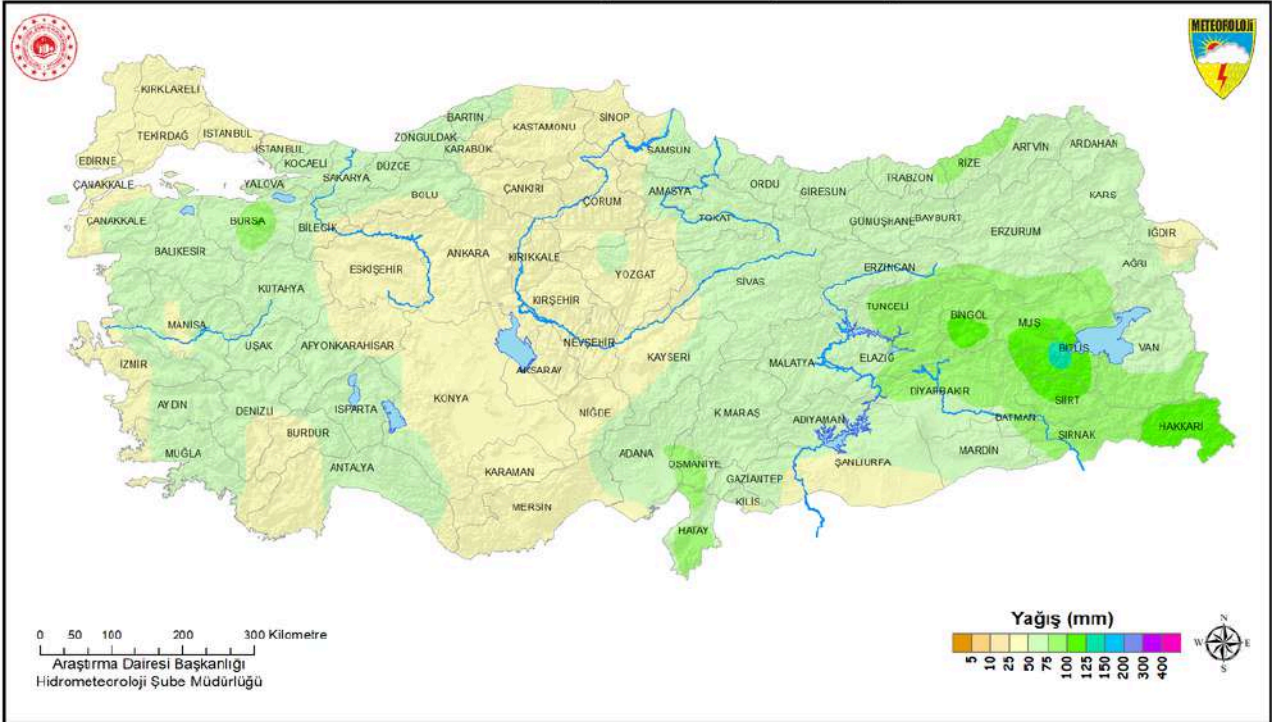 METEOROLOJİ
KIRKLARELİ
TEKİRDAĞ
İSTANBUL
EDİRNE
İSTANBUL
KOCAELİ
YALOVA
SAKARYA
DÜZCE
ZONGULDAK
BARTIN
KARABÜK
KASTAMONU
SİNOP
SAMSUN
ÇANAKKALE
ÇANAKKALE
BURSA
BİLECİK
BOLU
ÇANKIRI
ÇORUM
AMASYA
TOKAT
ORDU
GİRESUN
TRABZON
RİZE
ARTVİN
ARDAHAN
KARS
GÜMÜŞHANE
BAYBURT
ERZURUM
IĞDIR
AĞRI
BALIKESİR
KÜTAHYA
ESKİŞEHİR
ANKARA
KIRIKKALE
YOZGAT
SİVAS
ERZİNCAN
TUNCELİ
BİNGÖL
MUŞ
BİTLİS
VAN
MANİSA
UŞAK
AFYONKARAHİSAR
KIRŞEHİR
NEVŞEHİR
KAYSERİ
MALATYA
ELAZIĞ
DİYARBAKIR
SİİRT
İZMİR
AKSARAY
AYDIN
DENİZLİ
ISPARTA
KONYA
NİĞDE
K.MARAŞ
ADIYAMAN
BATMAN
ŞIRNAK
HAKKARİ
MUĞLA
BURDUR
ANTALYA
KARAMAN
MERSİN
ADANA
OSMANİYE
GAZİANTEP
KİLİS
ŞANLIURFA
MARDİN
HATAY
0 50 100 200 300 Kilometre
Araştırma Dairesi Başkanlığı
Hidrometeoroloji Şube Müdürlüğü
Yağış (mm)
5 10 25 50 75 100 125 150 200 300 400
N
W E
S